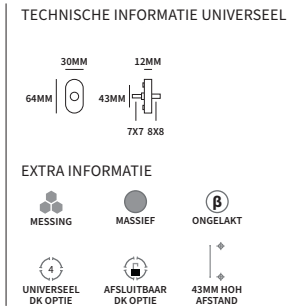 TECHNISCHE INFORMATIE UNIVERSEEL
30MM 12MM
64MM 43MM
7X7 8X8
EXTRA INFORMATIE
β
MESSING MASSIEF ONGELAKT
4
UNIVERSEEL AFSLUITBAAR 43MM HOH
DK OPTIE DK OPTIE AFSTAND